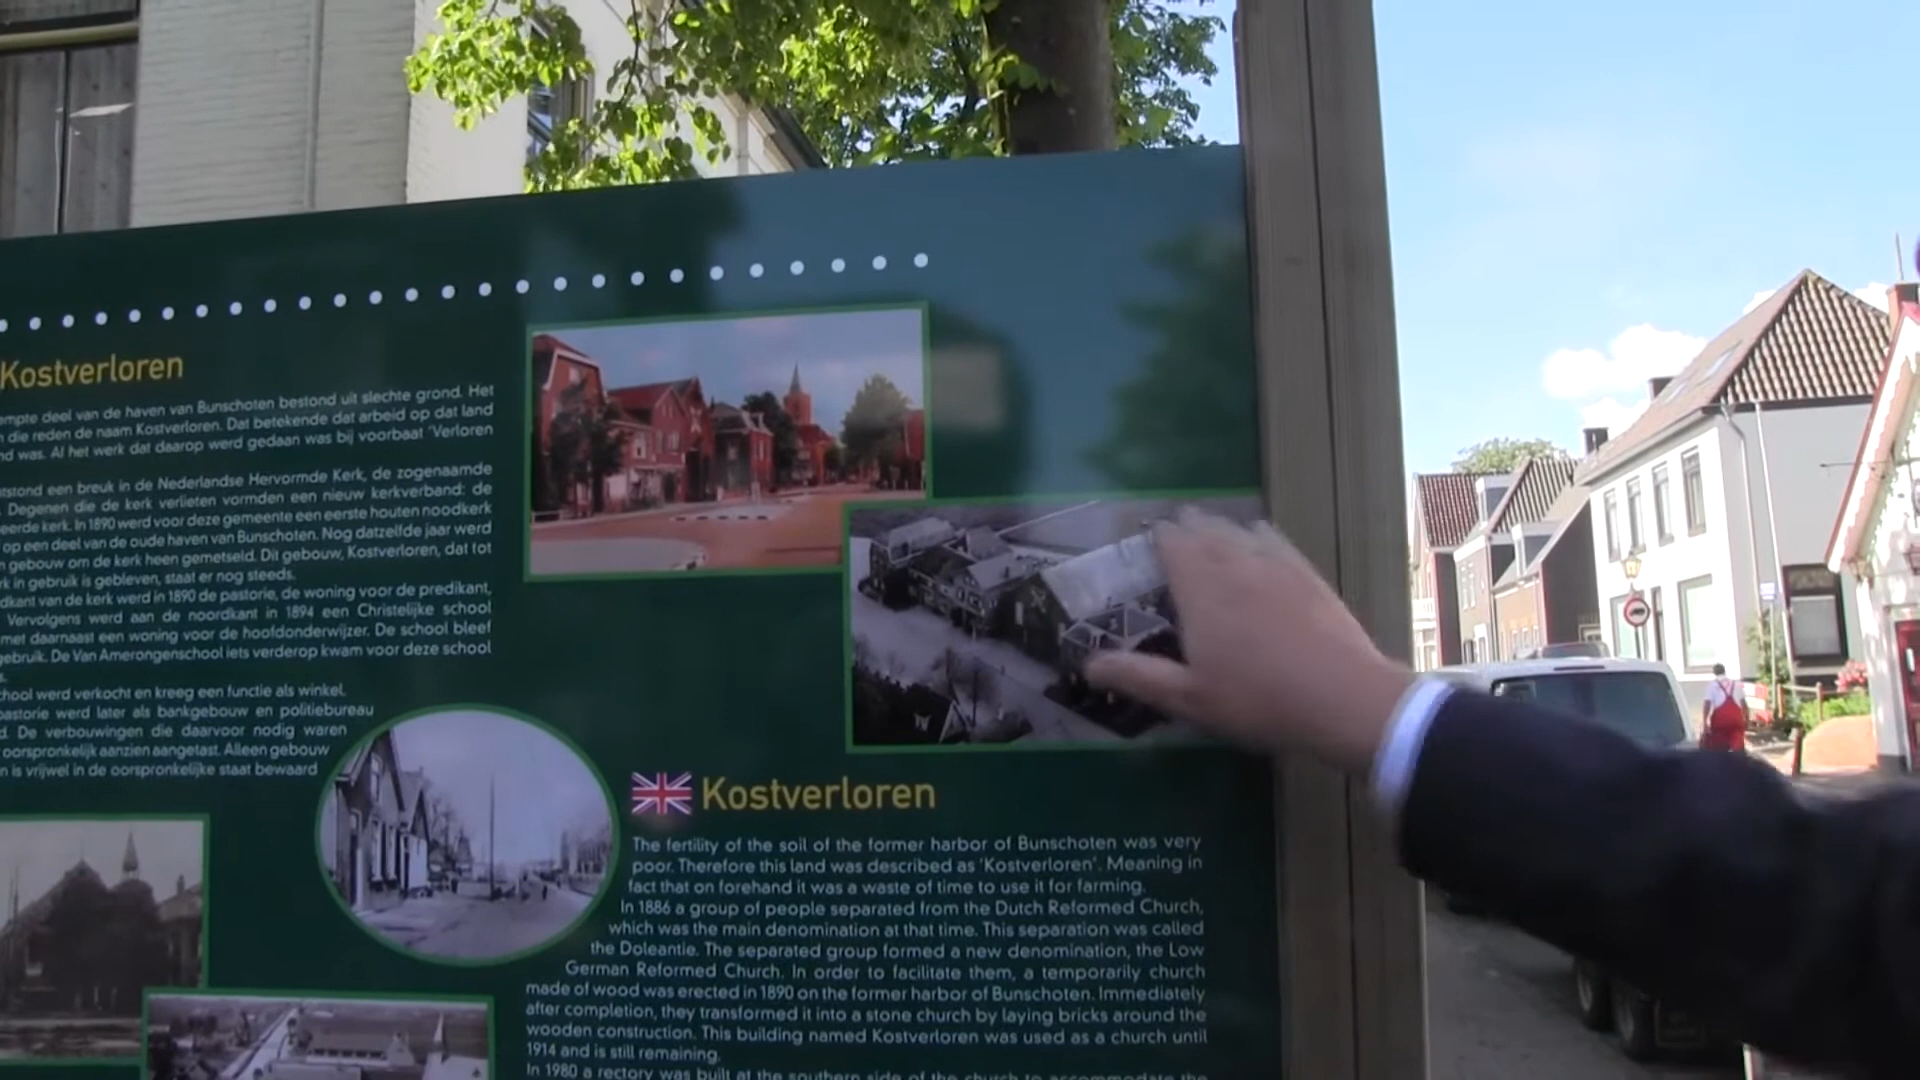 Kostverloren
deel van de haven van Bunschoten bestond uit slechte grond. Het
die reden de naam Kostverloren. Dat betekende dat arbeid op dat land
was. Al het werk dat daarop werd gedaan was bij voorbaat 'Verloren
een breuk in de Nederlandse Hervormde Kerk, de zogenaamde
Degenen die de kerk verlieten vormden een nieuw kerkverband: de
kerk. In 1890 werd voor deze gemeente een eerste houten noodkerk
op een deel van de oude haven van Bunschoten. Nog datzelfde jaar werd
gebouw om de kerk heen gemetseld. Dit gebouw, Kostverloren, dat tot
in gebruik is gebleven, staat er nog steeds.
van de kerk werd in 1890 de pastorie, de woning voor de predikant,
Vervolgens werd aan de noordkant in 1894 een Christelijke school
met daarnaast een woning voor de hoofdonderwijzer. De school bleef
De Van Amerongenschool iets verderop kwam voor deze school
werd verkocht en kreeg een functie als winkel.
werd later als bankgebouw en politiebureau
De verbouwingen die daarvoor nodig waren
oorspronkelijk aanzien aangetast. Alleen gebouw
is vrijwel in de oorspronkelijke staat bewaard
Kostverloren
The fertility of the soil of the former harbor of Bunschoten was very
poor. Therefore this land was described as 'Kostverloren'. Meaning in
fact that on forehand it was a waste of time to use it for farming.
In 1886 a group of people separated from the Dutch Reformed Church,
which was the main denomination at that time. This separation was called
the Doleantie. The separated group formed a new denomination, the Low
German Reformed Church. In order to facilitate them, a temporarily church
made of wood was erected in 1890 on the former harbor of Bunschoten. Immediately
after completion, they transformed it into a stone church by laying bricks around the
wooden construction. This building named Kostverloren was used as a church until
1914 and is still remaining.
In 1980 a rectory was built at the southern side of the church to accommodate the